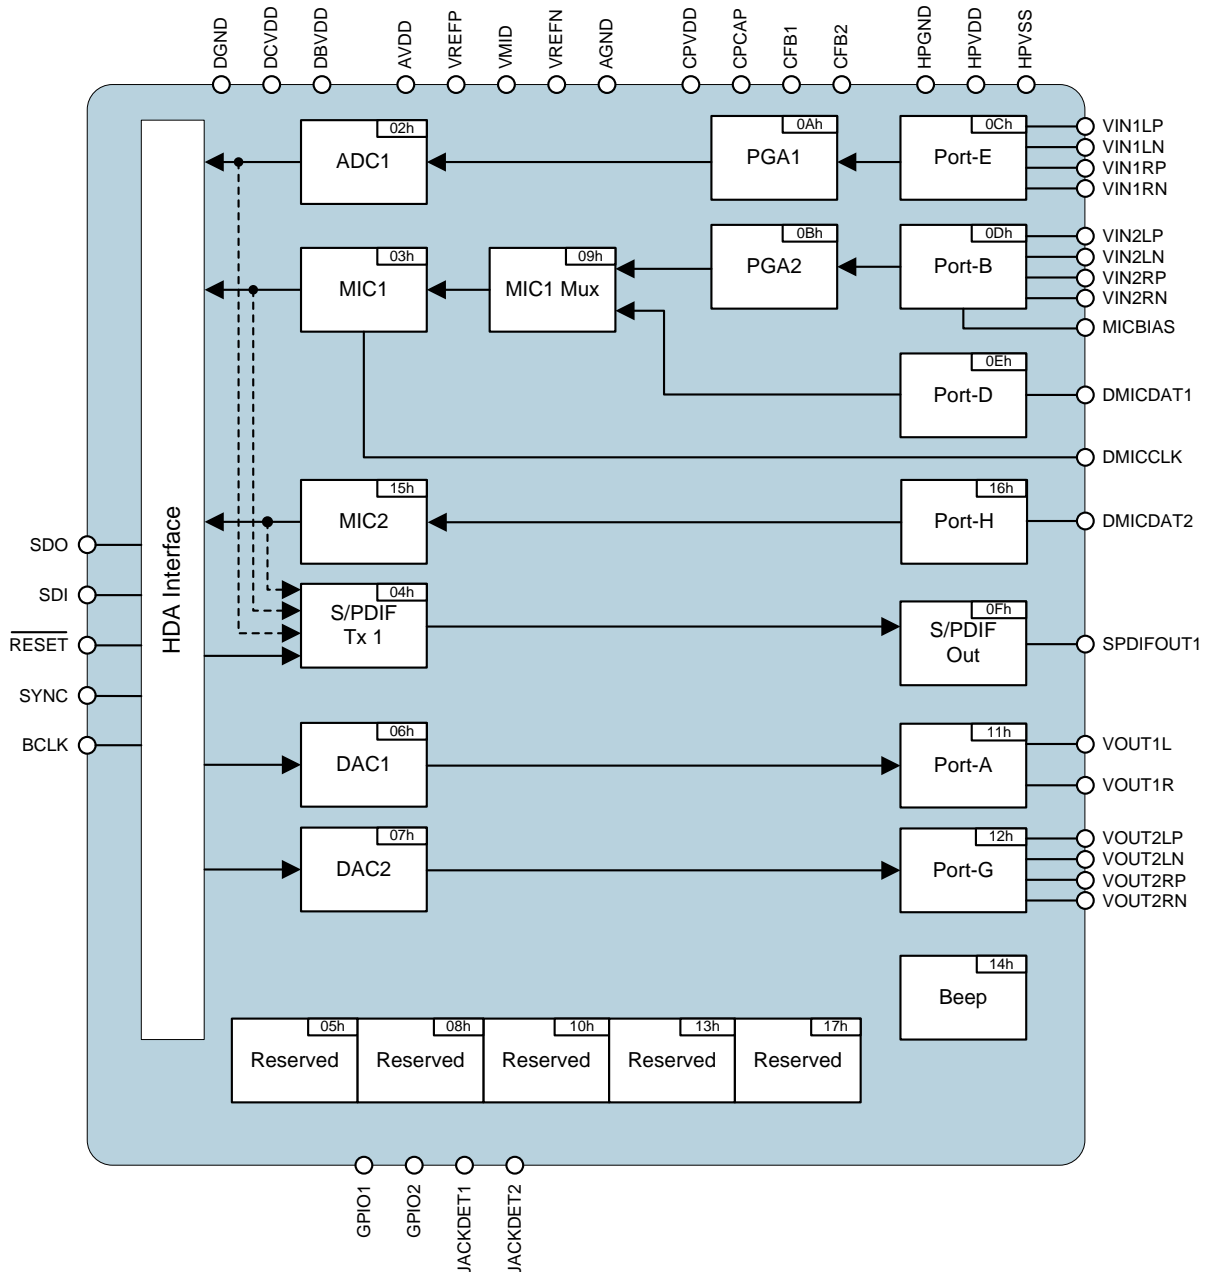 DGND
DCVDD
DBVDD
AVDD
VREFP
VMID
VREFN
AGND
CPVDD
CPCAP
CFB1
CFB2
HPGND
HPVDD
HPVSS
02h
ADC1
0Ah
PGA1
0Ch
Port-E
VIN1LP
VIN1LN
VIN1RP
VIN1RN
03h
MIC1
09h
MIC1 Mux
0Bh
PGA2
0Dh
Port-B
VIN2LP
VIN2LN
VIN2RP
VIN2RN
MICBIAS
0Eh
Port-D
DMICDAT1
DMICCLK
15h
MIC2
16h
Port-H
DMICDAT2
HDA Interface
SDO
SDI
RESET
SYNC
BCLK
04h
S/PDIF
Tx 1
0Fh
S/PDIF
Out
SPDIFOUT1
06h
DAC1
11h
Port-A
VOUT1L
VOUT1R
07h
DAC2
12h
Port-G
VOUT2LP
VOUT2LN
VOUT2RP
VOUT2RN
14h
Beep
05h
Reserved
08h
Reserved
10h
Reserved
13h
Reserved
17h
Reserved
GPIO1
GPIO2
JACKDET1
JACKDET2